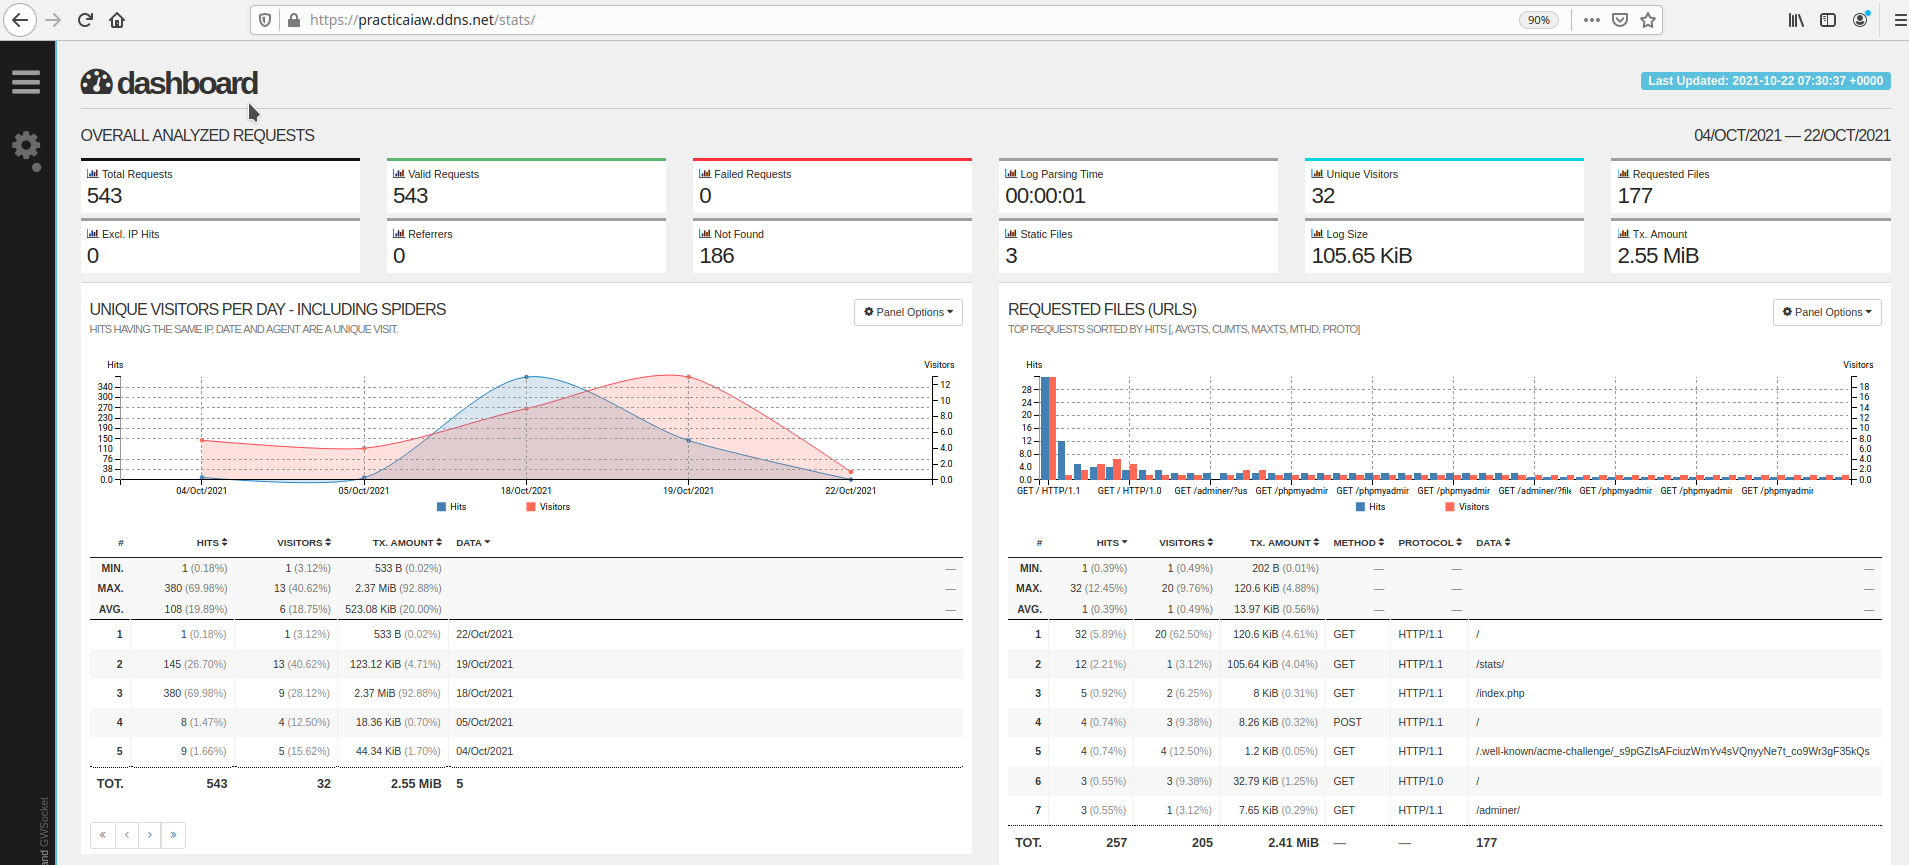 https://practicaiaw.ddns.net/stats/
90%
dashboard
Last Updated: 2021-10-22 07:30:37 +0000
OVERALL ANALYZED REQUESTS
04/OCT/2021 — 22/OCT/2021
Total Requests
543
Valid Requests
543
Failed Requests
0
Log Parsing Time
00:00:01
Unique Visitors
32
Requested Files
177
Excl. IP Hits
0
Referrers
0
Not Found
186
Static Files
3
Log Size
105.65 KiB
Tx. Amount
2.55 MiB
UNIQUE VISITORS PER DAY - INCLUDING SPIDERS
Panel Options
HITS HAVING THE SAME IP, DATE AND AGENT ARE A UNIQUE VISIT.
Hits
Visitors
340
300
270
230
190
150
110
76
38
0.0
12
10
8.0
6.0
4.0
2.0
0.0
04/Oct/2021 05/Oct/2021 18/Oct/2021 19/Oct/2021 22/Oct/2021
Hits Visitors
# HITS VISITORS TX. AMOUNT DATA
MIN. 1 (0.18%) 1 (3.12%) 533 B (0.02%) —
MAX. 380 (69.98%) 13 (40.62%) 2.37 MiB (92.88%) —
AVG. 108 (19.89%) 6 (18.75%) 523.08 KiB (20.00%) —
1 1 (0.18%) 1 (3.12%) 533 B (0.02%) 22/Oct/2021
2 145 (26.70%) 13 (40.62%) 123.12 KiB (4.71%) 19/Oct/2021
3 380 (69.98%) 9 (28.12%) 2.37 MiB (92.88%) 18/Oct/2021
4 8 (1.47%) 4 (12.50%) 18.36 KiB (0.70%) 05/Oct/2021
5 9 (1.66%) 5 (15.62%) 44.34 KiB (1.70%) 04/Oct/2021
TOT. 543 32 2.55 MiB 5
« ‹ › »
REQUESTED FILES (URLS)
Panel Options
TOP REQUESTS SORTED BY HITS [, AVGTS, CUMTS, MAXTS, MTHD, PROTO]
Hits
Visitors
28
24
20
16
12
8.0
4.0
0.0
18
16
14
12
10
8.0
6.0
4.0
2.0
0.0
GET / HTTP/1.1 GET / HTTP/1.0 GET /adminer/?us GET /phpmyadmir GET /phpmyadmir GET /phpmyadmir GET /adminer/?file GET /phpmyadmir GET /phpmyadmir GET /phpmyadmir
Hits Visitors
# HITS VISITORS TX. AMOUNT METHOD PROTOCOL DATA
MIN. 1 (0.39%) 1 (0.49%) 202 B (0.01%) — — —
MAX. 32 (12.45%) 20 (9.76%) 120.6 KiB (4.88%) — — —
AVG. 1 (0.39%) 1 (0.49%) 13.97 KiB (0.56%) — — —
1 32 (5.89%) 20 (62.50%) 120.6 KiB (4.61%) GET HTTP/1.1 /
2 12 (2.21%) 1 (3.12%) 105.64 KiB (4.04%) GET HTTP/1.1 /stats/
3 5 (0.92%) 2 (6.25%) 8 KiB (0.31%) GET HTTP/1.1 /index.php
4 4 (0.74%) 3 (9.38%) 8.26 KiB (0.32%) POST HTTP/1.1 /
5 4 (0.74%) 4 (12.50%) 1.2 KiB (0.05%) GET HTTP/1.1 /.well-known/acme-challenge/_s9pGZIsAFciuzWmYv4sVQnyyNe7t_co9Wr3gF35kQs
6 3 (0.55%) 3 (9.38%) 32.79 KiB (1.25%) GET HTTP/1.0 /
7 3 (0.55%) 1 (3.12%) 7.65 KiB (0.29%) GET HTTP/1.1 /adminer/
TOT. 257 205 2.41 MiB — — 177
and GWSocket